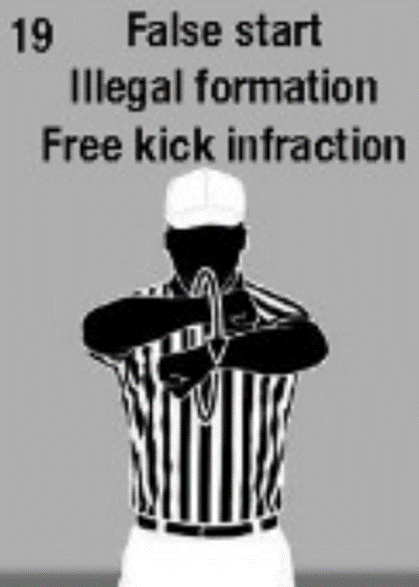 19 False start
Illegal formation
Free kick infraction